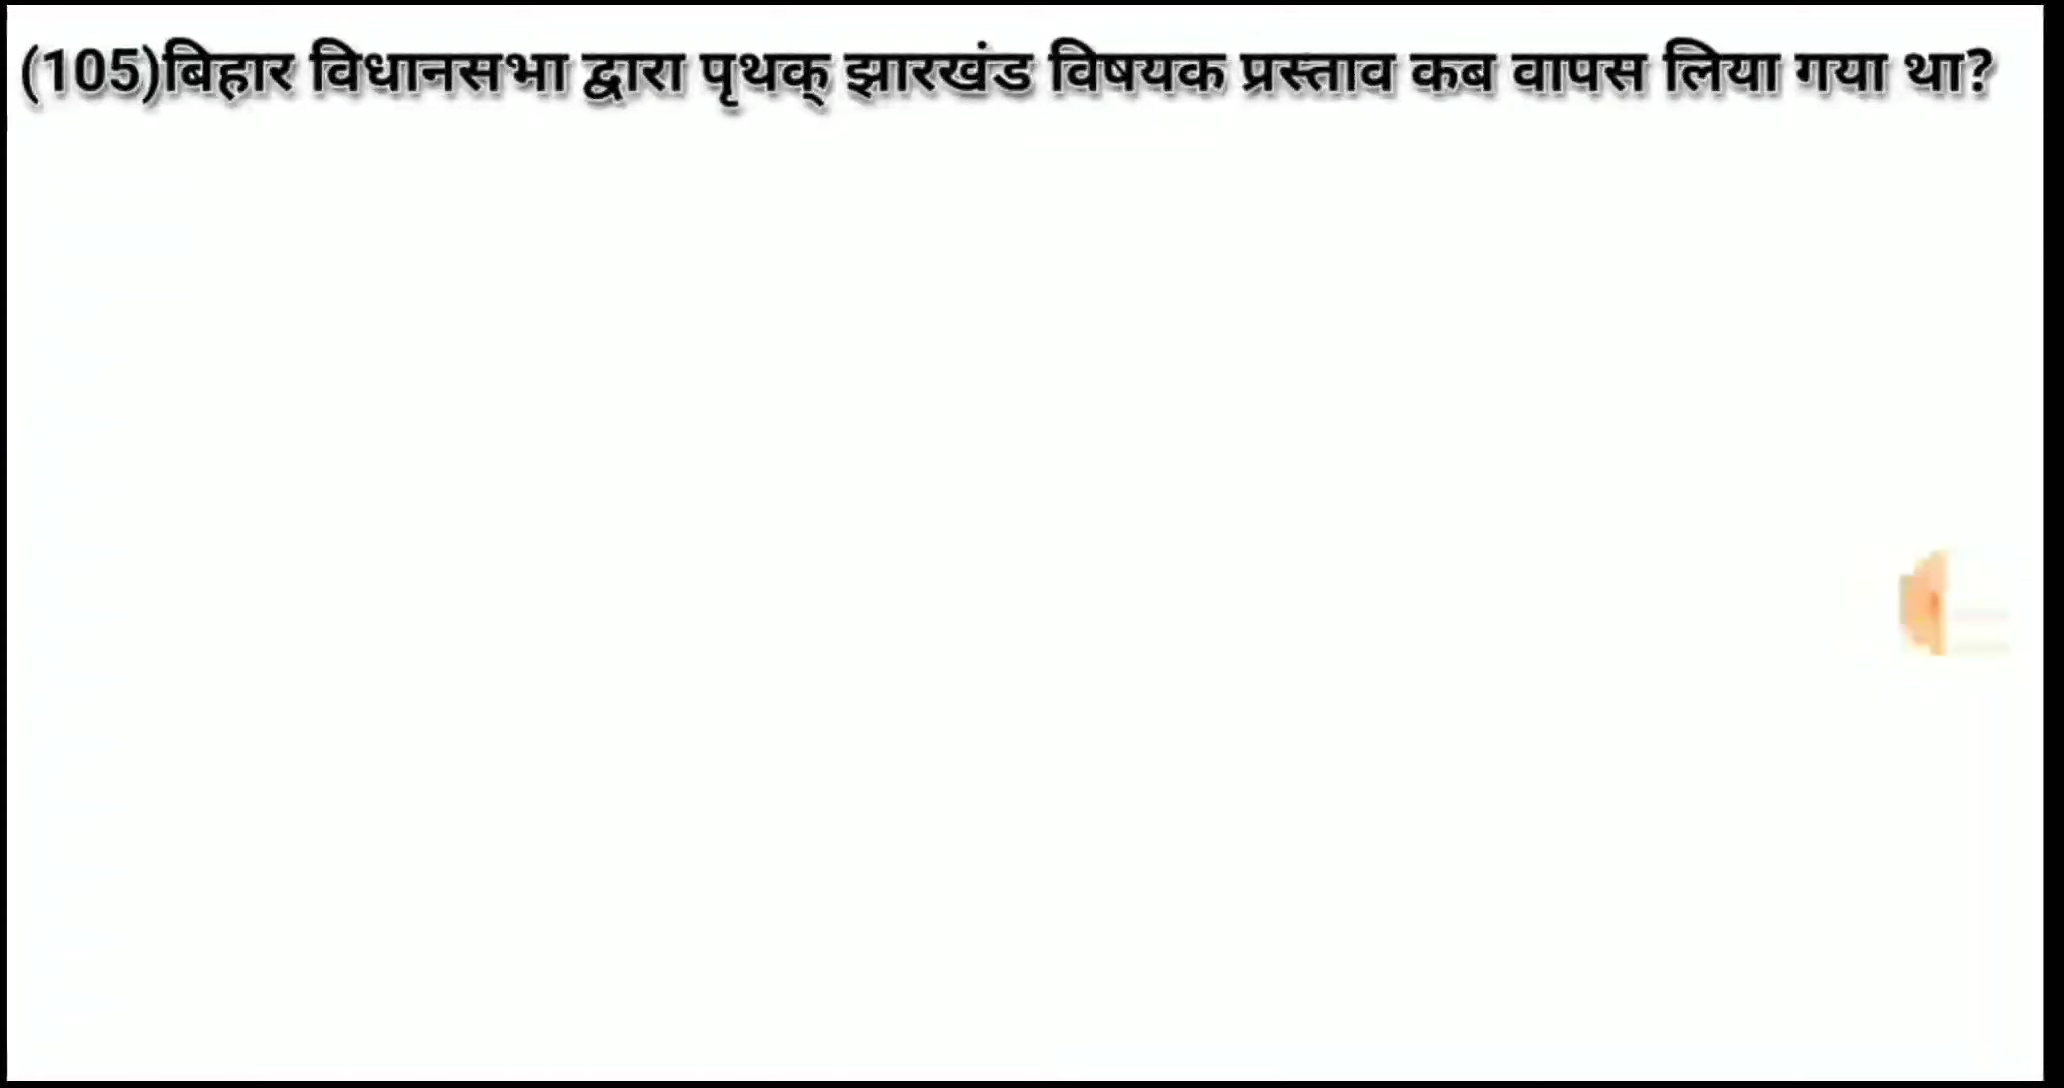 (105)बिहार विधानसभा द्वारा पृथक् झारखंड विषयक प्रस्ताव कब वापस लिया गया था?